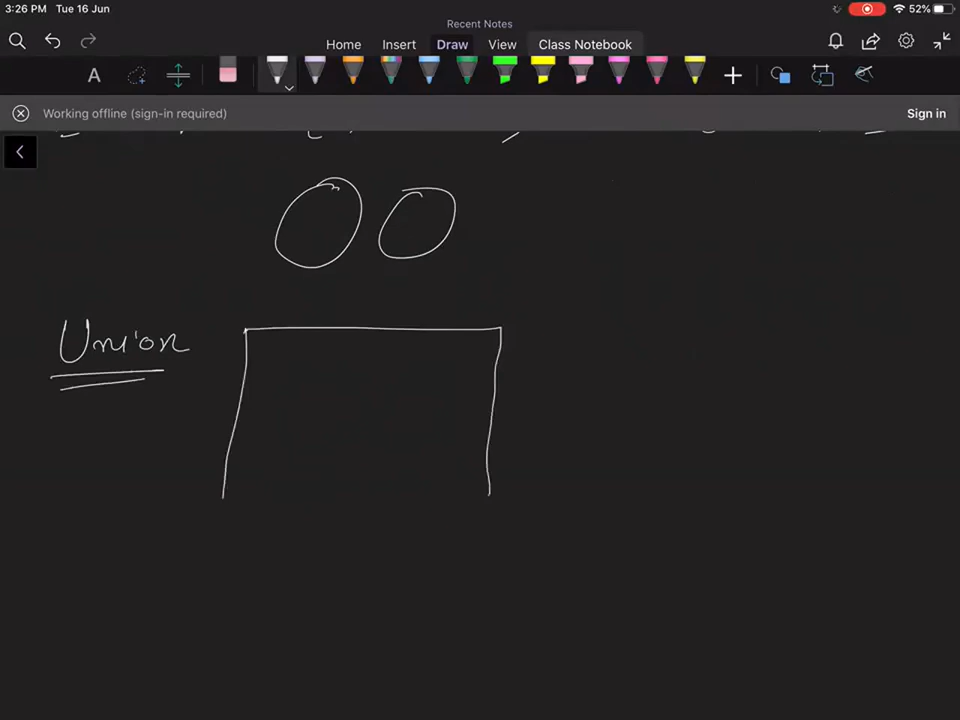 3:26 PM Tue 16 Jun
52%
Recent Notes
Home Insert Draw View Class Notebook
A
Working offline (sign-in required) Sign in
Union